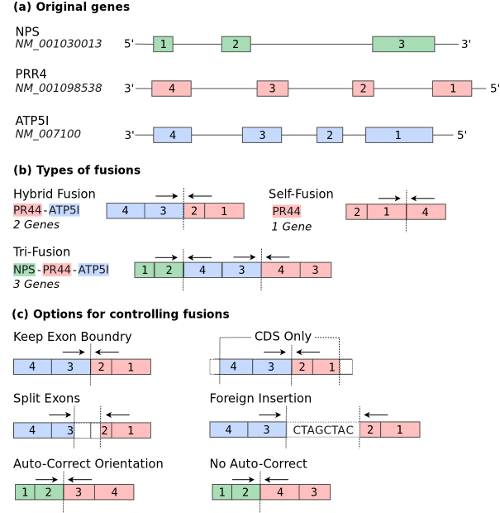 (a) Original genes
NPS
NM_001030013
5' 1 2 3 3'
PRR4
NM_001098538
3' 4 3 2 1 5'
ATP5I
NM_007100
3' 4 3 2 1 5'
(b) Types of fusions
Hybrid Fusion
PR44-ATP5I
2 Genes
4 3 2 1
Self-Fusion
PR44
1 Gene
2 1 4
Tri-Fusion
NPS-PR44-ATP5I
3 Genes
1 2 4 3 4 3
(c) Options for controlling fusions
Keep Exon Boundry
4 3 2 1
CDS Only
4 3 2 1
Split Exons
4 3 2 1
Foreign Insertion
4 3 CTAGCTAC 2 1
Auto-Correct Orientation
1 2 3 4
No Auto-Correct
1 2 4 3